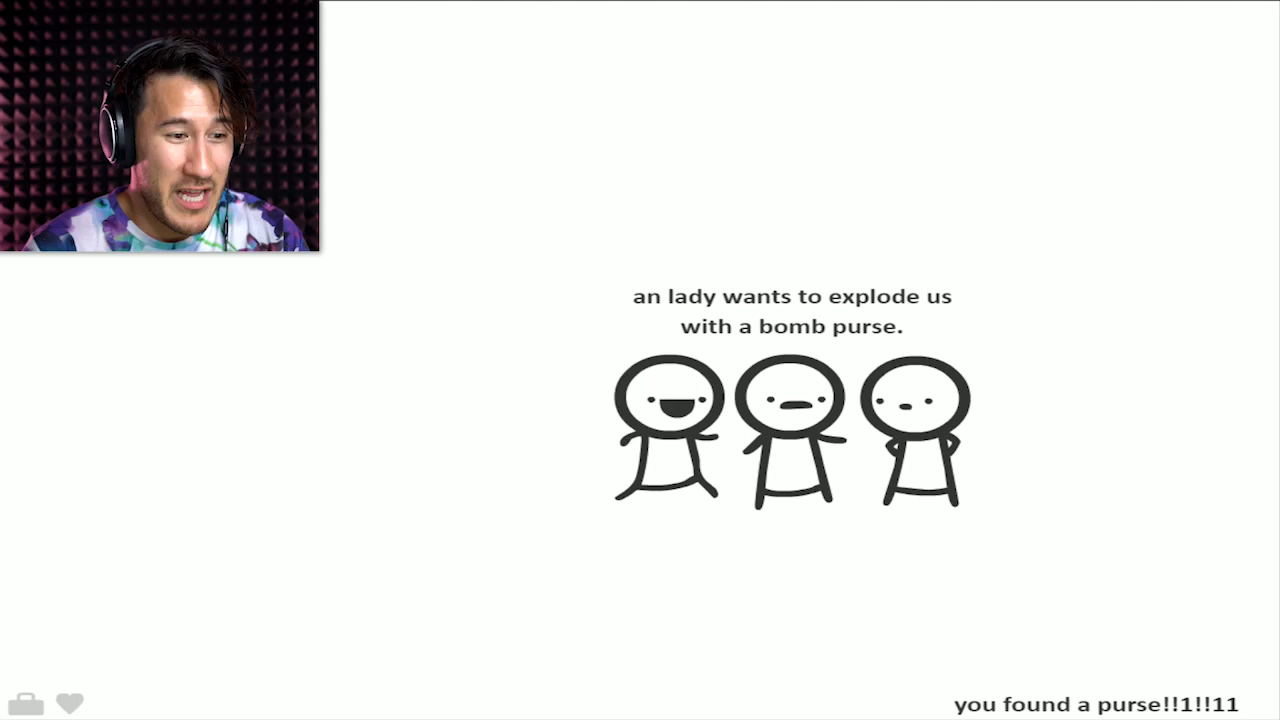 an lady wants to explode us
with a bomb purse.
you found a purse!!1!!11